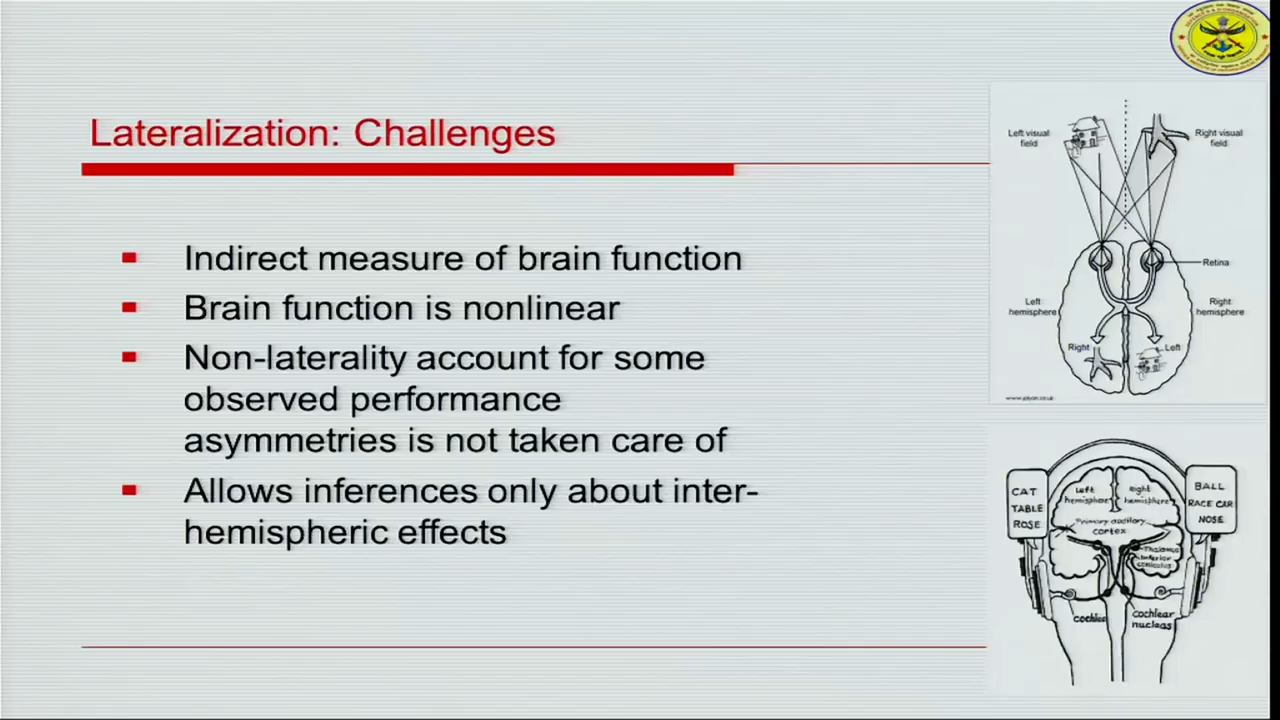 Lateralization: Challenges
Indirect measure of brain function
Brain function is nonlinear
Non-laterality account for some
observed performance
asymmetries is not taken care of
Allows inferences only about inter-
hemispheric effects
Left visual
field
Right visual
field
Retina
Left
hemisphere
Right
hemisphere
Right
Left
CAT
TABLE
ROSE
Left
hemisphere
Right
hemisphere
BALL
RACE CAR
NOSE
Primary auditory
cortex
Thalamus
inferior
colliculus
cochlea
cochlear
nucleus